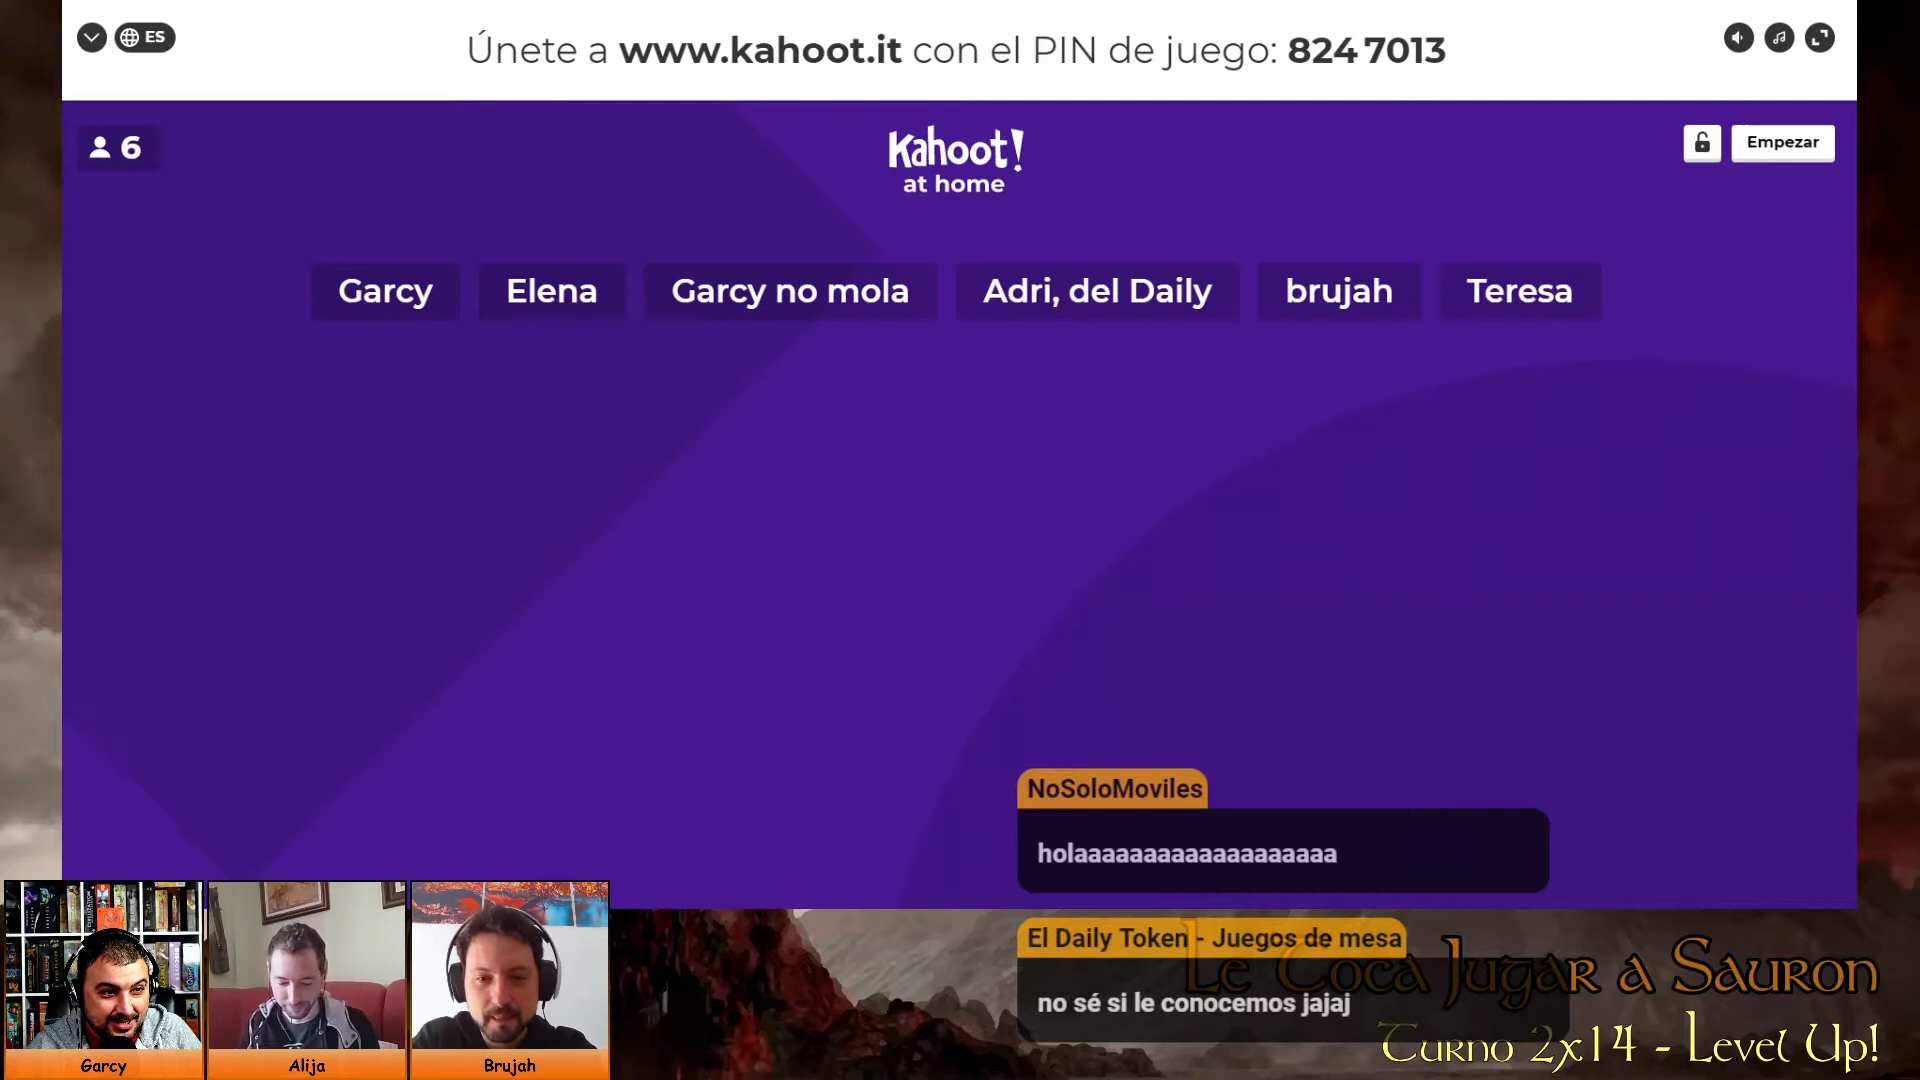 ES
Únete a www.kahoot.it con el PIN de juego: 824 7013
6
Kahoot!
at home
Empezar
Garcy
Elena
Garcy no mola
Adri, del Daily
brujah
Teresa
NoSoloMoviles
holaaaaaaaaaaaaaaaaaaa
El Daily Token - Juegos de mesa
no sé si le conocemos jajaj
Le Toca Jugar a Sauron
Turno 2x14 - Level Up!
Garcy
Alija
Brujah